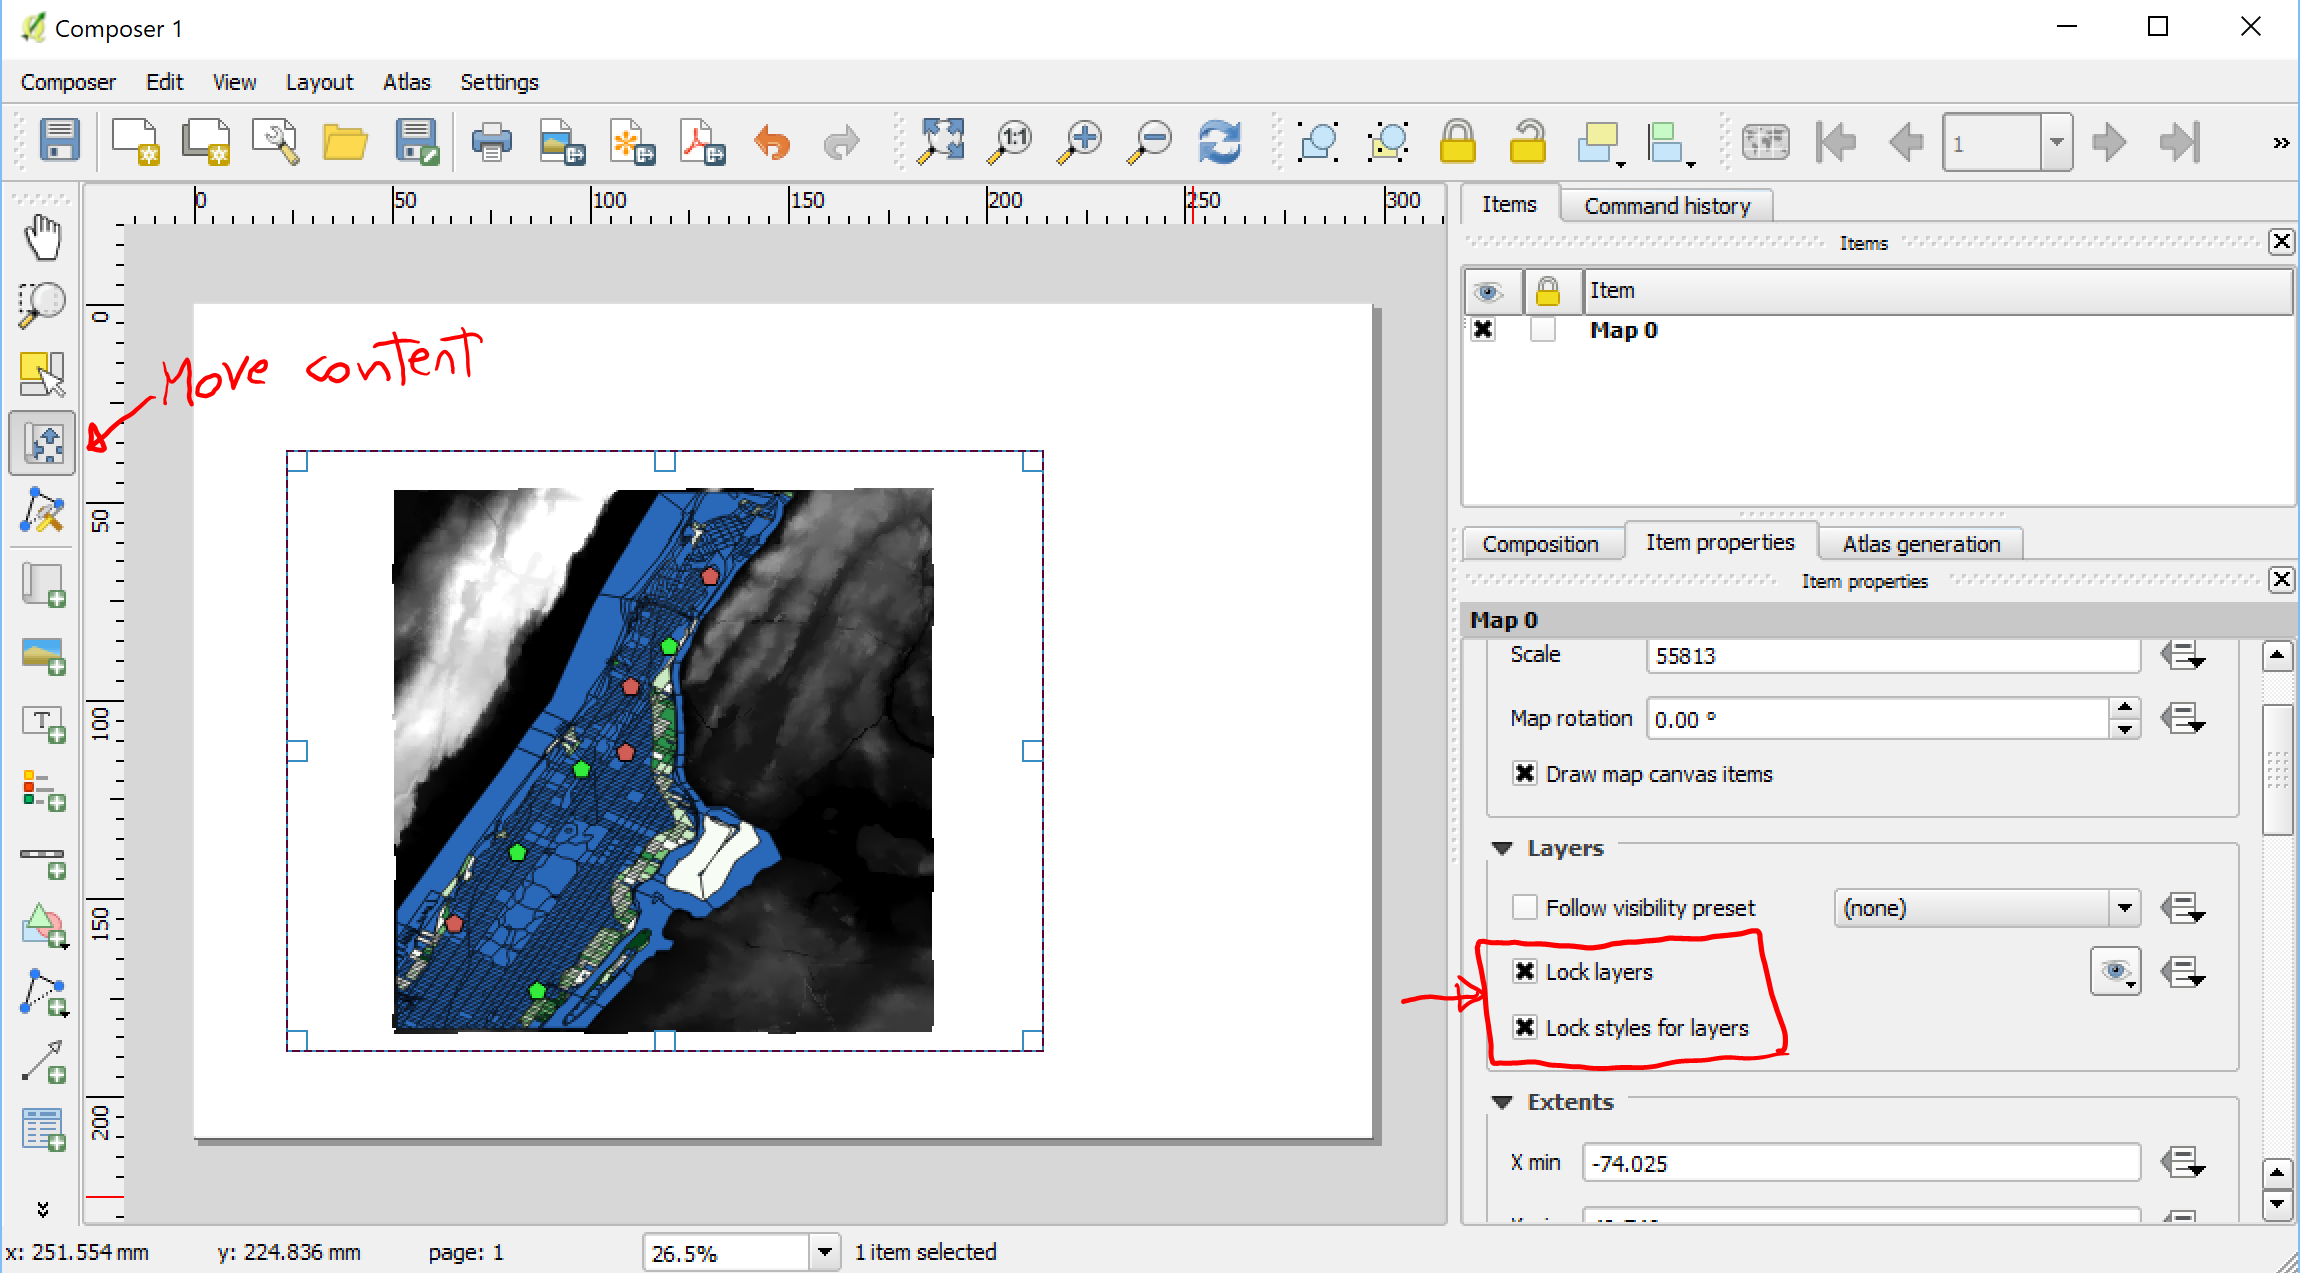 Composer 1
Composer Edit View Layout Atlas Settings
1:1
1
»
0 50 100 150 200 250 300
0
50
100
150
200
Move content
T
Items Command history
Items
Item
Map 0
Composition Item properties Atlas generation
Item properties
Map 0
Scale 55813
Map rotation 0.00 °
Draw map canvas items
Layers
Follow visibility preset (none)
Lock layers
Lock styles for layers
Extents
X min -74.025
x: 251.554 mm y: 224.836 mm page: 1 26.5% 1 item selected